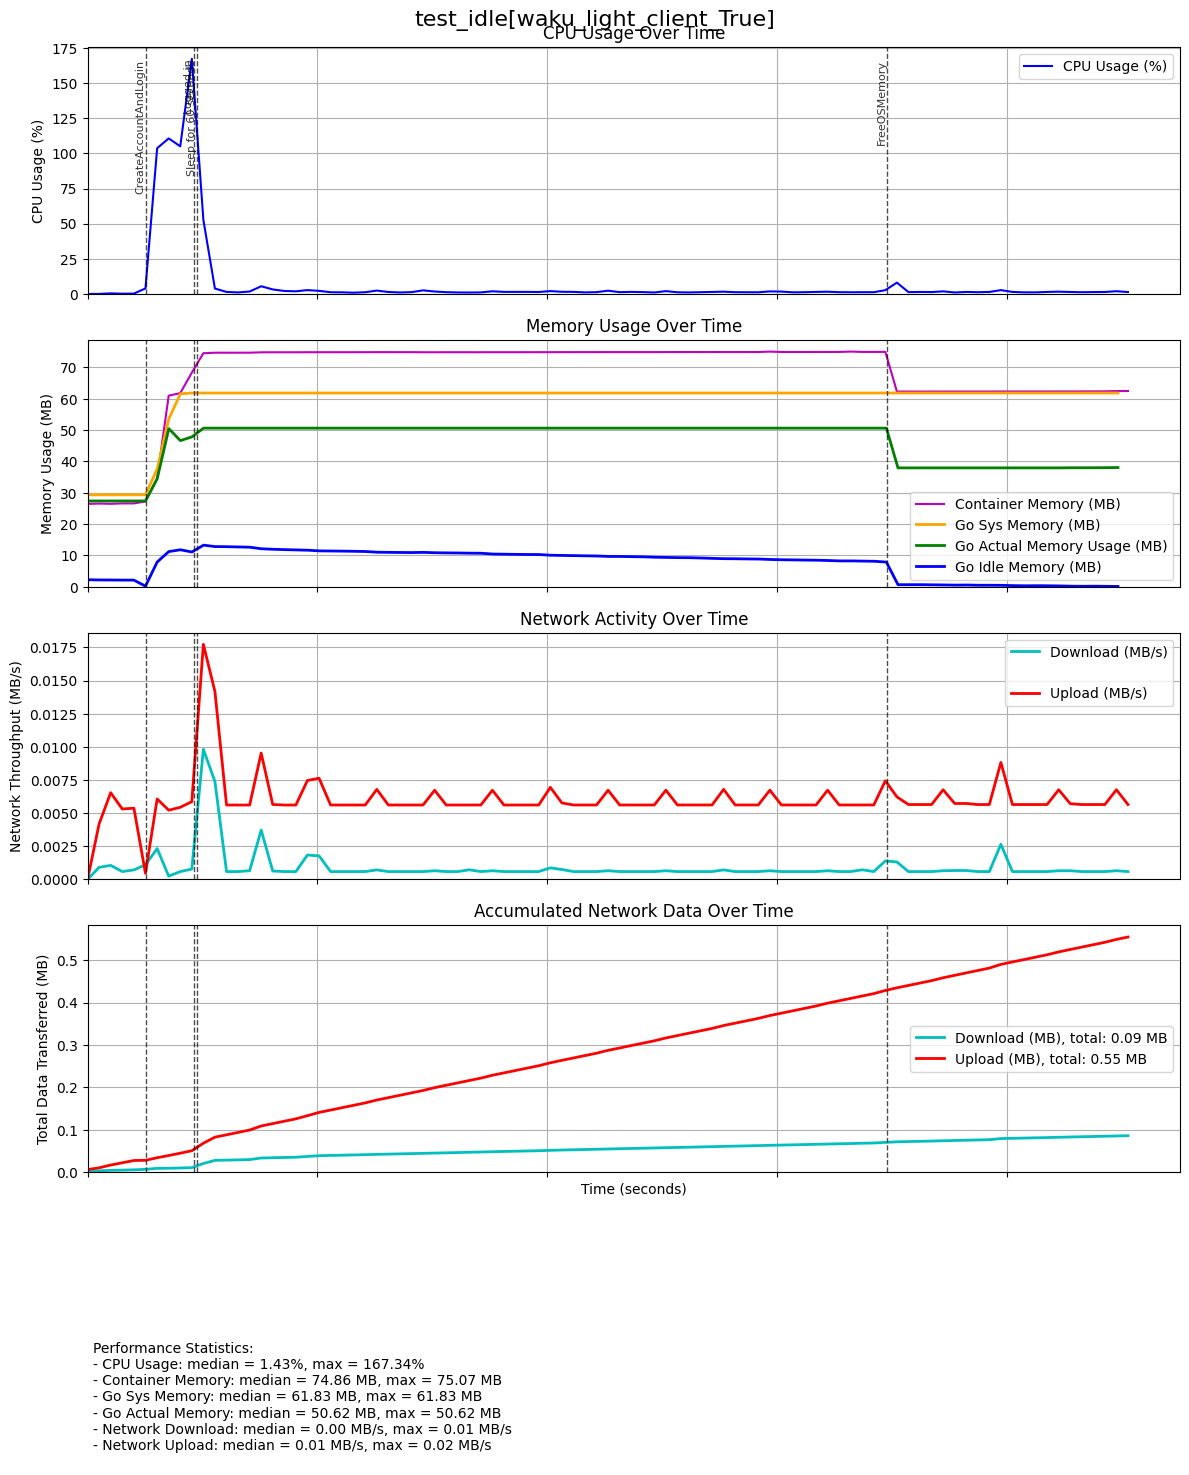 test_idle[waku_light_client_True]
CPU Usage Over Time
175
150
125
100
75
50
25
0
CPU Usage (%)
CreateAccountAndLogin
Sleep for 60
FreeOSMemory
CPU Usage (%)
Memory Usage Over Time
70
60
50
40
30
20
10
0
Memory Usage (MB)
Container Memory (MB)
Go Sys Memory (MB)
Go Actual Memory Usage (MB)
Go Idle Memory (MB)
Network Activity Over Time
0.0175
0.0150
0.0125
0.0100
0.0075
0.0050
0.0025
0.0000
Network Throughput (MB/s)
Download (MB/s)
Upload (MB/s)
Accumulated Network Data Over Time
0.5
0.4
0.3
0.2
0.1
0.0
Total Data Transferred (MB)
Download (MB), total: 0.09 MB
Upload (MB), total: 0.55 MB
Time (seconds)
Performance Statistics:
- CPU Usage: median = 1.43%, max = 167.34%
- Container Memory: median = 74.86 MB, max = 75.07 MB
- Go Sys Memory: median = 61.83 MB, max = 61.83 MB
- Go Actual Memory: median = 50.62 MB, max = 50.62 MB
- Network Download: median = 0.00 MB/s, max = 0.01 MB/s
- Network Upload: median = 0.01 MB/s, max = 0.02 MB/s